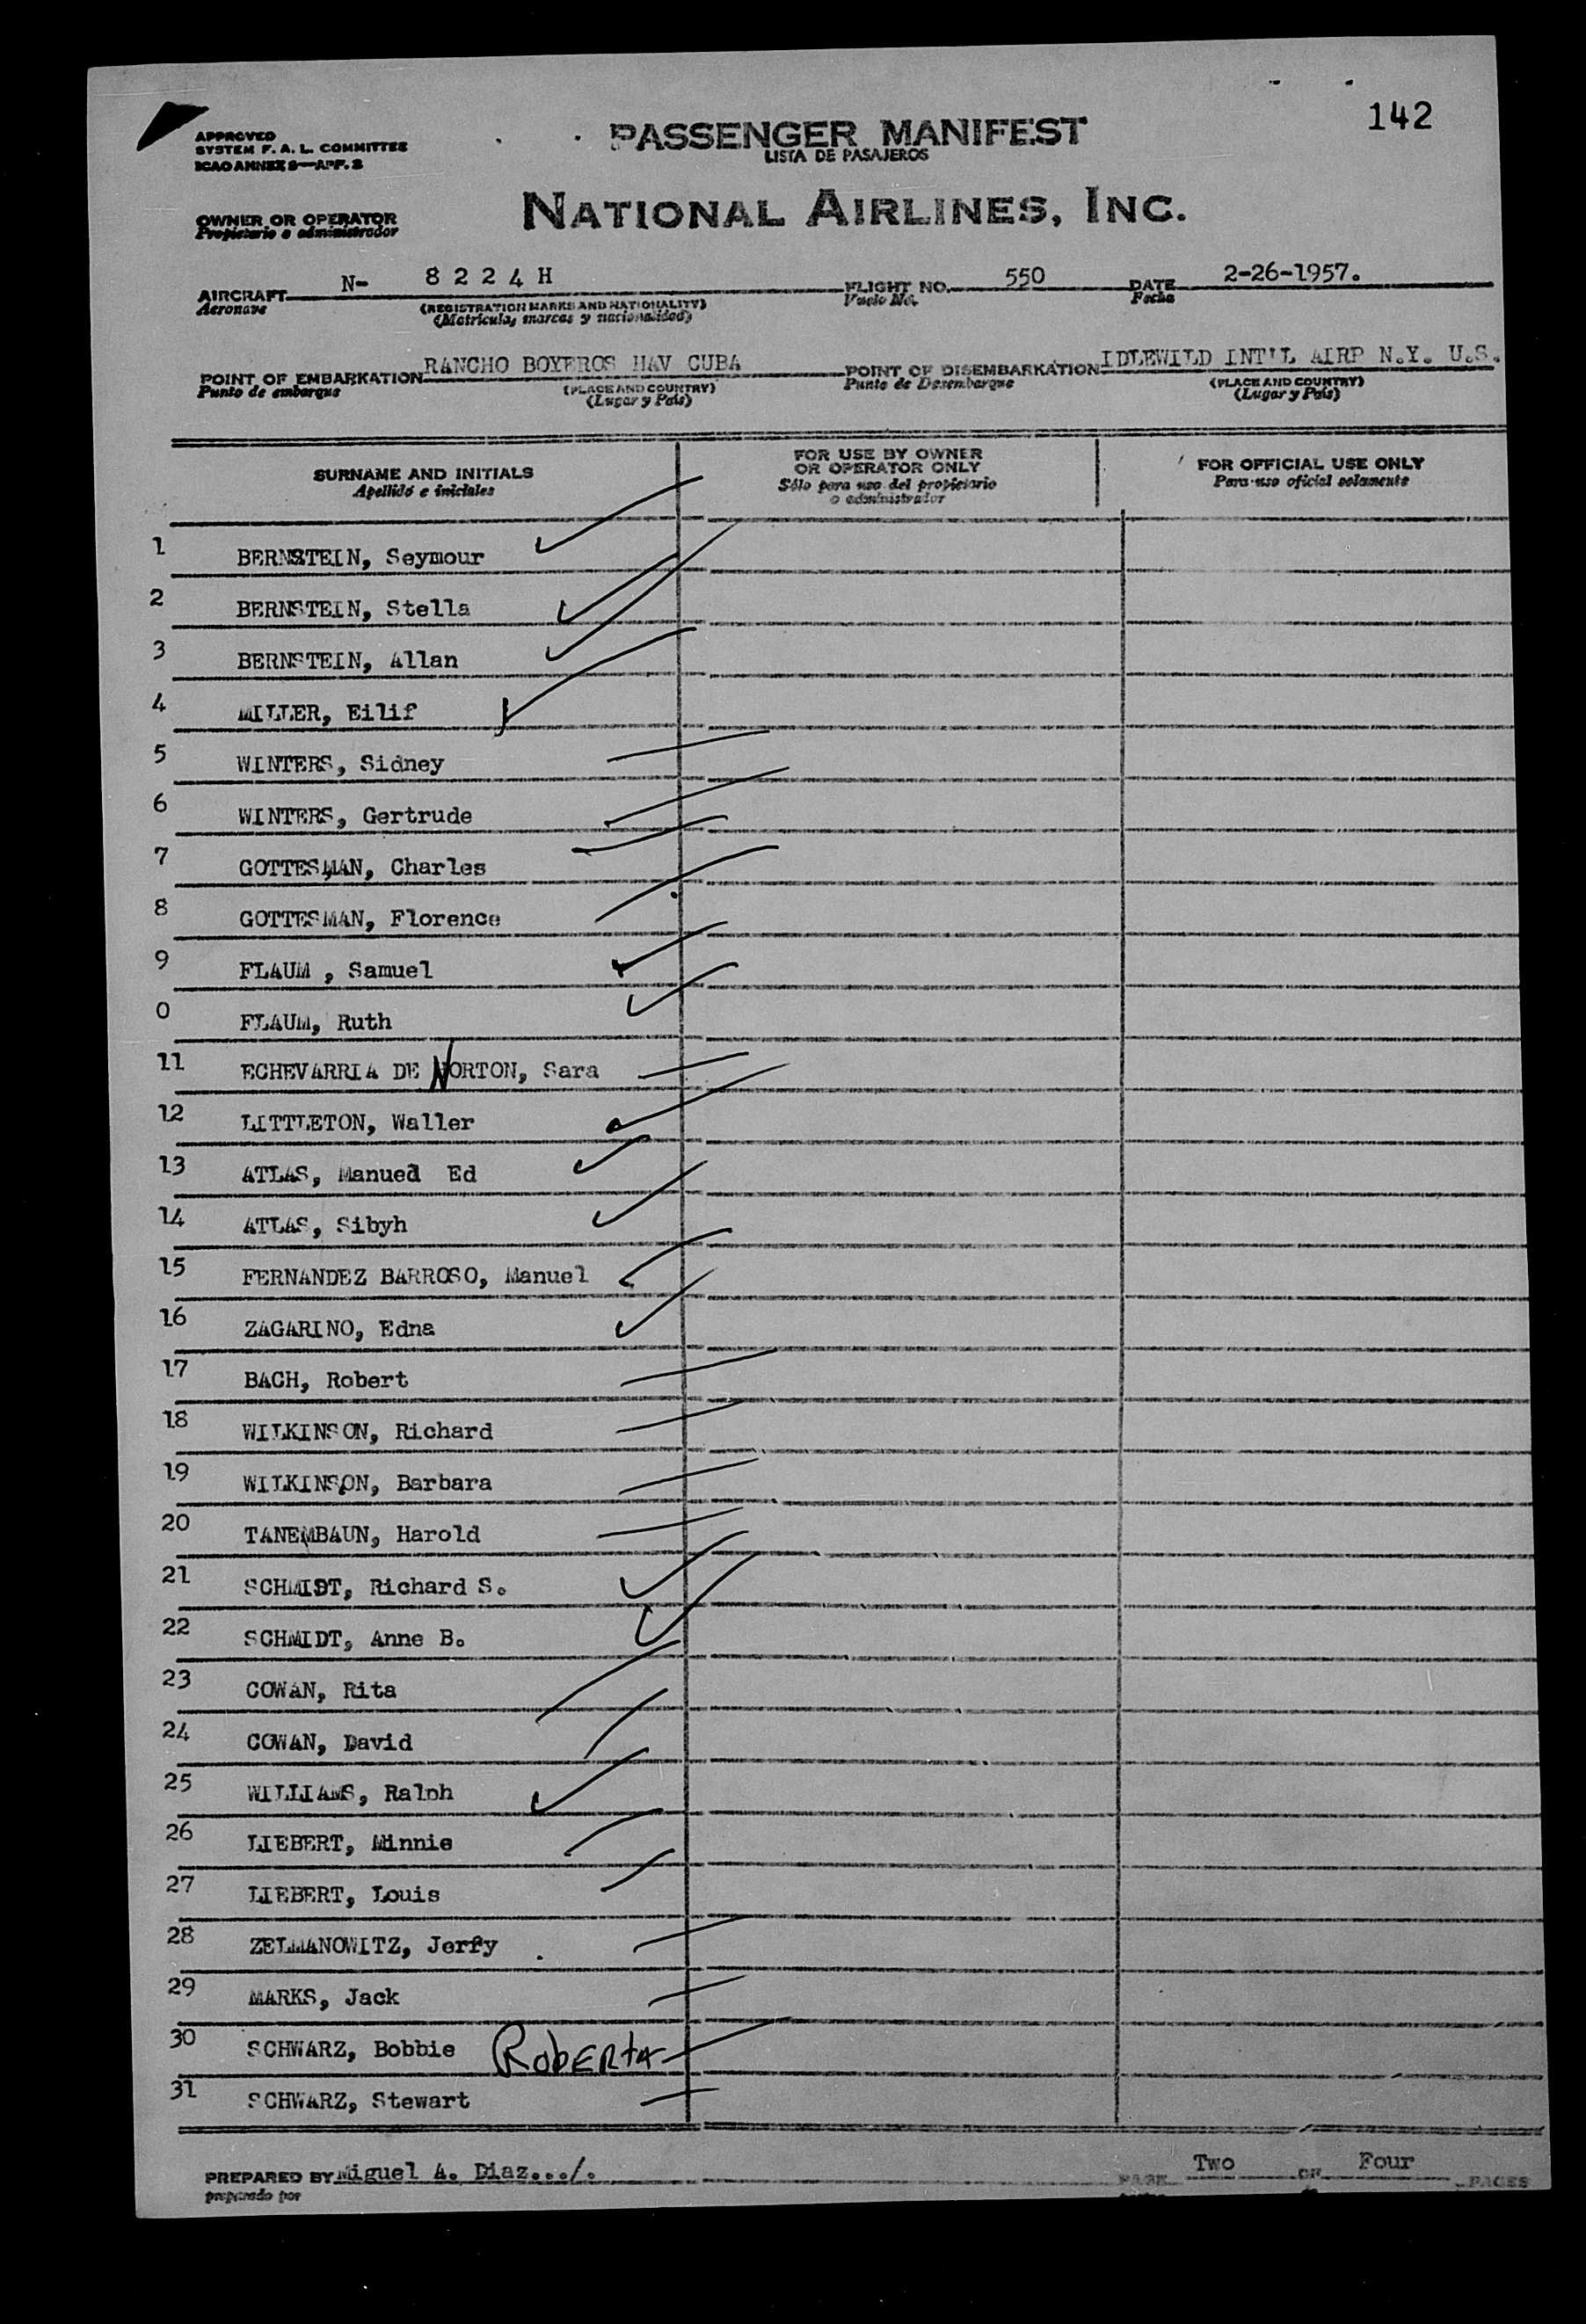 142
APPROVED
SYSTEM F. A. L. COMMITTEE
ICAO ANNEX 9—APP. 2
PASSENGER MANIFEST
LISTA DE PASAJEROS
OWNER OR OPERATOR
Propietario o administrador
NATIONAL AIRLINES, INC.
AIRCRAFT N- 8 2 2 4 H FLIGHT NO. 550 DATE 2-26-1957.
Aeronave (REGISTRATION MARKS AND NATIONALITY) Vuelo No. Fecha
(Matricula, marcas y nacionalidad)
POINT OF EMBARKATION RANCHO BOYEROS HAV CUBA POINT OF DISEMBARKATION IDLEWILD INT'L AIRP N.Y. U.S.
Punto de embarque (PLACE AND COUNTRY) Punto de Desembarque (PLACE AND COUNTRY)
(Lugar y País) (Lugar y País)
SURNAME AND INITIALS
Apellido e iniciales
FOR USE BY OWNER
OR OPERATOR ONLY
Sólo para uso del propietario
o administrador
FOR OFFICIAL USE ONLY
Para uso oficial solamente
1 BERNSTEIN, Seymour
2 BERNSTEIN, Stella
3 BERNSTEIN, Allan
4 MILLER, Eilif
5 WINTERS, Sidney
6 WINTERS, Gertrude
7 GOTTESMAN, Charles
8 GOTTESMAN, Florence
9 FLAUM , Samuel
0 FLAUM, Ruth
11 ECHEVARRIA DE NORTON, Sara
12 LITTLETON, Waller
13 ATLAS, Manued Ed
14 ATLAS, Sibyh
15 FERNANDEZ BARROSO, Manuel
16 ZAGARINO, Edna
17 BACH, Robert
18 WILKINSON, Richard
19 WILKINSON, Barbara
20 TANEMBAUN, Harold
21 SCHMIDT, Richard S.
22 SCHMIDT, Anne B.
23 COWAN, Rita
24 COWAN, David
25 WILLIAMS, Ralph
26 LIEBERT, Minnie
27 LIEBERT, Louis
28 ZELMANOWITZ, Jerry
29 MARKS, Jack
30 SCHWARZ, Bobbie RobERtA
31 SCHWARZ, Stewart
PREPARED BY Miguel A. Diaz.../. PAGE Two OF Four PAGES
preparado por